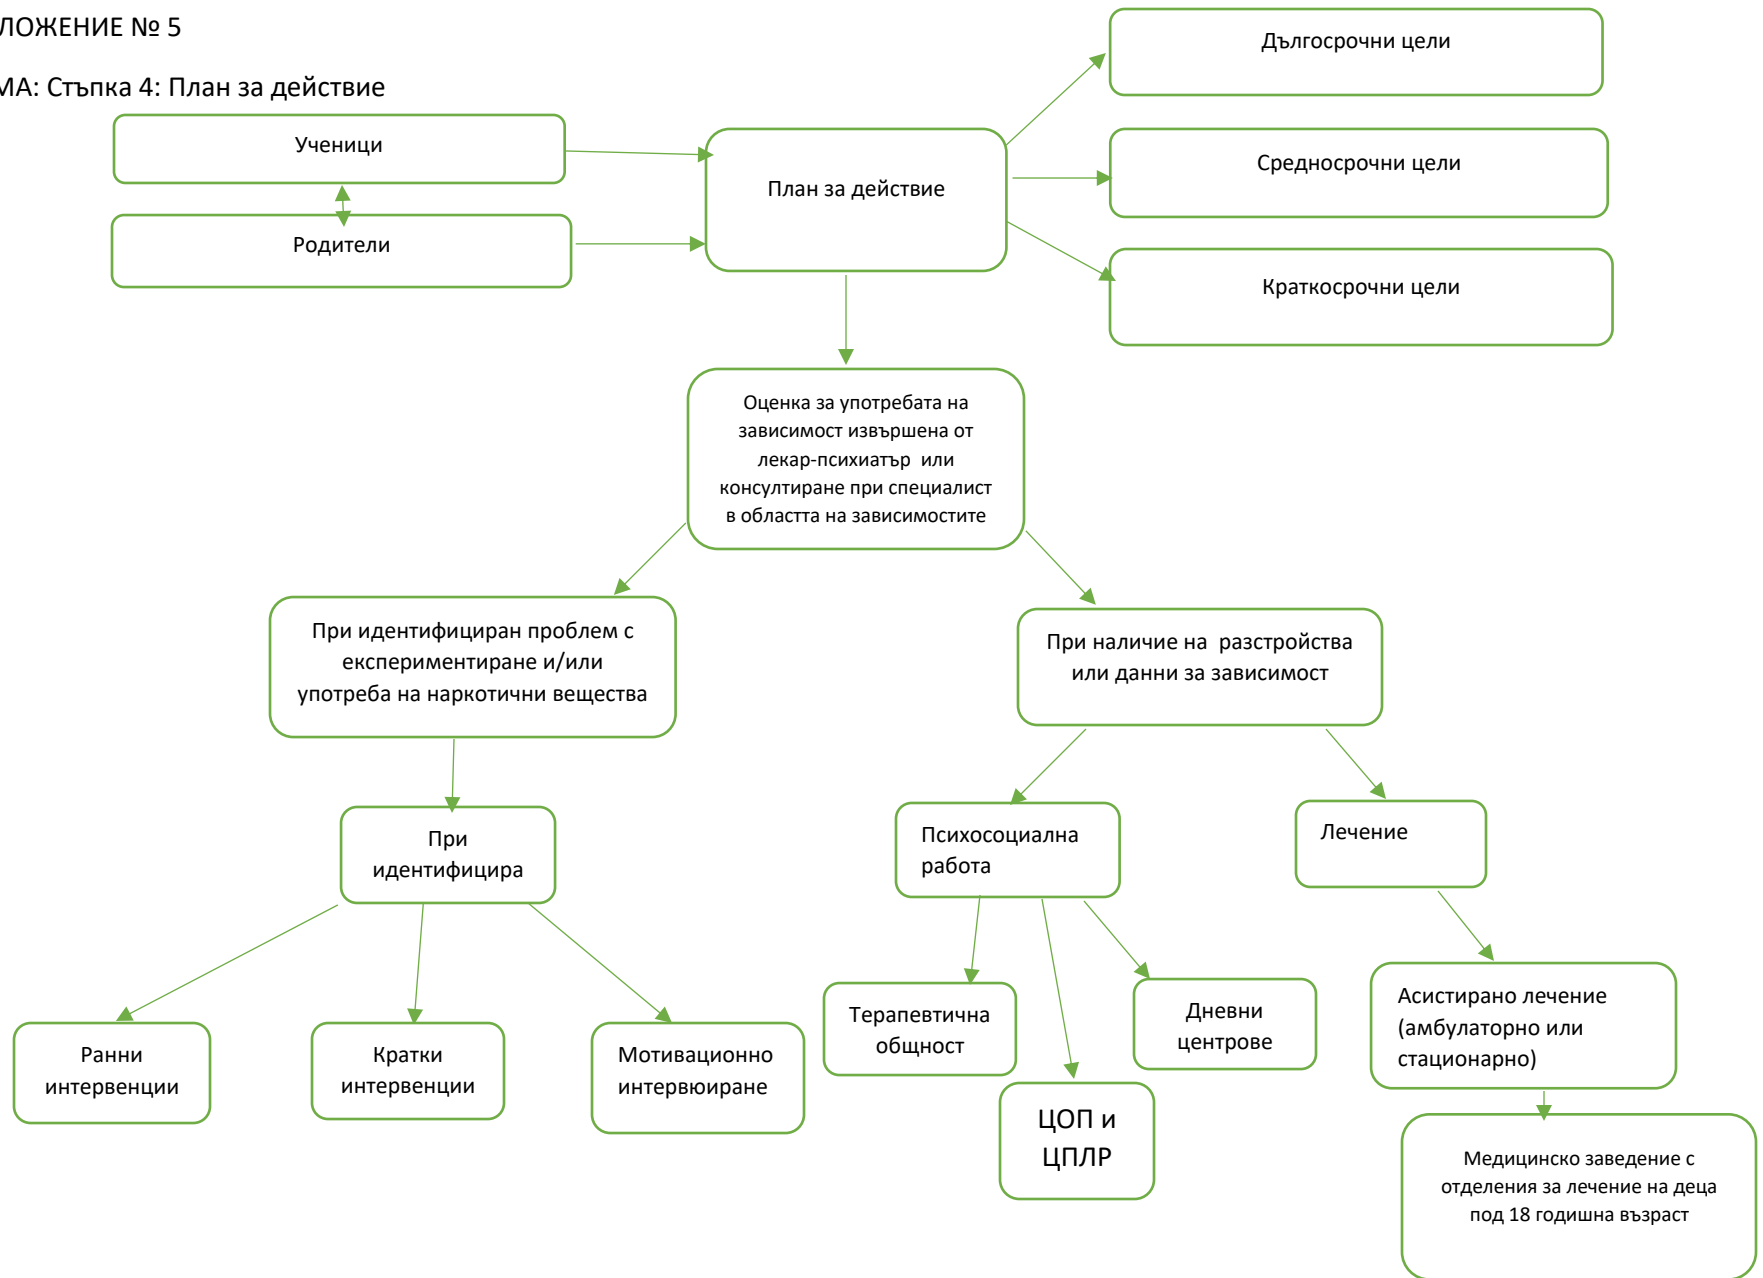 ЛОЖЕНИЕ № 5
МА: Стъпка 4: План за действие
Ученици
Родители
План за действие
Дългосрочни цели
Средносрочни цели
Краткосрочни цели
Оценка за употребата на
зависимост извършена от
лекар-психиатър или
консултиране при специалист
в областта на зависимостите
При идентифициран проблем с
експериментиране и/или
употреба на наркотични вещества
При наличие на разстройства
или данни за зависимост
При
идентифицира
Психосоциална
работа
Лечение
Ранни
интервенции
Кратки
интервенции
Мотивационно
интервюиране
Терапевтична
общност
ЦОП и
ЦПЛР
Дневни
центрове
Асистирано лечение
(амбулаторно или
стационарно)
Медицинско заведение с
отделения за лечение на деца
под 18 годишна възраст